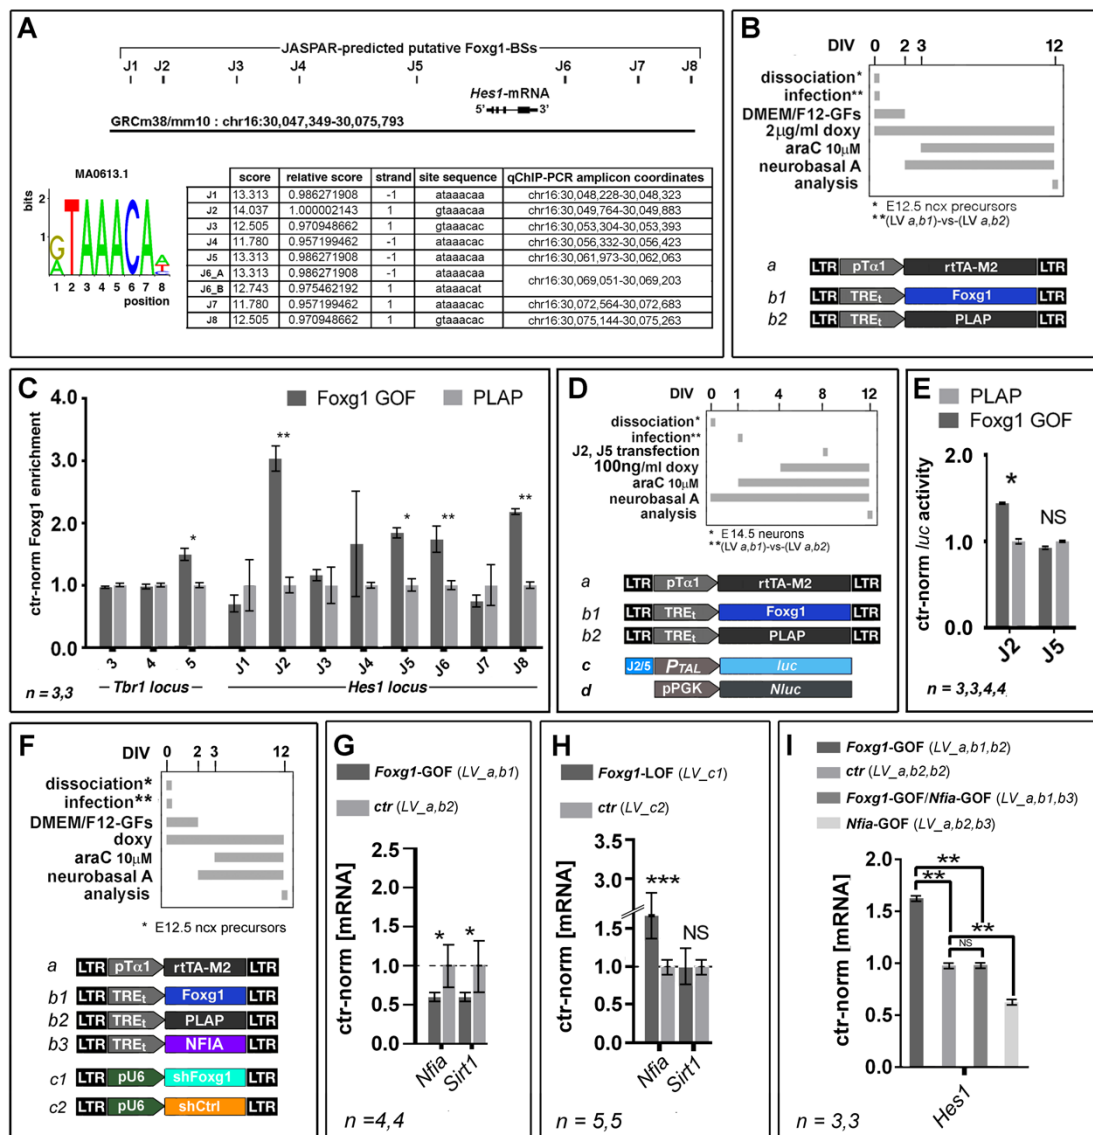 A
JASPAR-predicted putative Foxg1-BSs
J1 J2 J3 J4 J5 J6 J7 J8
Hes1-mRNA
5' 3'
GRCm38/mm10 : chr16:30,047,349-30,075,793
MA0613.1
bits
2
1
GTAAACA
A
1 2 3 4 5 6 7 8
position
score relative score strand site sequence qChIP-PCR amplicon coordinates
J1 13.313 0.986271908 -1 ataaacaa chr16:30,048,228-30,048,323
J2 14.037 1.000002143 1 gtaaacaa chr16:30,049,764-30,049,883
J3 12.505 0.970948662 1 gtaaacac chr16:30,053,304-30,053,393
J4 11.780 0.957199462 -1 ataaacac chr16:30,056,332-30,056,423
J5 13.313 0.986271908 -1 ataaacaa chr16:30,061,973-30,062,063
J6_A 13.313 0.986271908 -1 ataaacaa chr16:30,069,051-30,069,203
J6_B 12.743 0.975462192 1 ataaacat
J7 11.780 0.957199462 1 ataaacac chr16:30,072,564-30,072,683
J8 12.505 0.970948662 1 gtaaacac chr16:30,075,144-30,075,263
B
DIV 0 2 3 12
dissociation*
infection**
DMEM/F12-GFs
2µg/ml doxy
araC 10µM
neurobasal A
analysis
* E12.5 ncx precursors
**(LV a,b1)-vs-(LV a,b2)
a LTR pTα1 rtTA-M2 LTR
b1 LTR TREt Foxg1 LTR
b2 LTR TREt PLAP LTR
C
Foxg1 GOF PLAP
ctr-norm Foxg1 enrichment
4.0
3.0
2.0
1.0
0.0
* ** * ** **
3 4 5 J1 J2 J3 J4 J5 J6 J7 J8
Tbr1 locus Hes1 locus
n = 3,3
D
DIV 0 1 4 8 12
dissociation*
infection**
J2, J5 transfection
100ng/ml doxy
araC 10µM
neurobasal A
analysis
* E14.5 neurons
**(LV a,b1)-vs-(LV a,b2)
a LTR pTα1 rtTA-M2 LTR
b1 LTR TREt Foxg1 LTR
b2 LTR TREt PLAP LTR
c J2/5 PTAL luc
d pPGK Nluc
E
PLAP
Foxg1 GOF
ctr-norm luc activity
2.0
1.0
0.0
* NS
J2 J5
n = 3,3,4,4
F
DIV 0 2 3 12
dissociation*
infection**
DMEM/F12-GFs
doxy
araC 10µM
neurobasal A
analysis
* E12.5 ncx precursors
a LTR pTα1 rtTA-M2 LTR
b1 LTR TREt Foxg1 LTR
b2 LTR TREt PLAP LTR
b3 LTR TREt NFIA LTR
c1 LTR pU6 shFoxg1 LTR
c2 LTR pU6 shCtrl LTR
G
Foxg1-GOF (LV_a,b1)
ctr (LV_a,b2)
ctr-norm [mRNA]
2.5
2.0
1.5
1.0
0.5
0.0
* *
Nfia Sirt1
n =4,4
H
Foxg1-LOF (LV_c1)
ctr (LV_c2)
ctr-norm [mRNA]
3.5
2.5
1.5
1.0
0.5
0.0
*** NS
Nfia Sirt1
n = 5,5
I
Foxg1-GOF (LV_a,b1,b2)
ctr (LV_a,b2,b2)
Foxg1-GOF/Nfia-GOF (LV_a,b1,b3)
Nfia-GOF (LV_a,b2,b3)
ctr-norm [mRNA]
2.0
1.5
1.0
0.5
0.0
**
**
**
NS
Hes1
n = 3,3